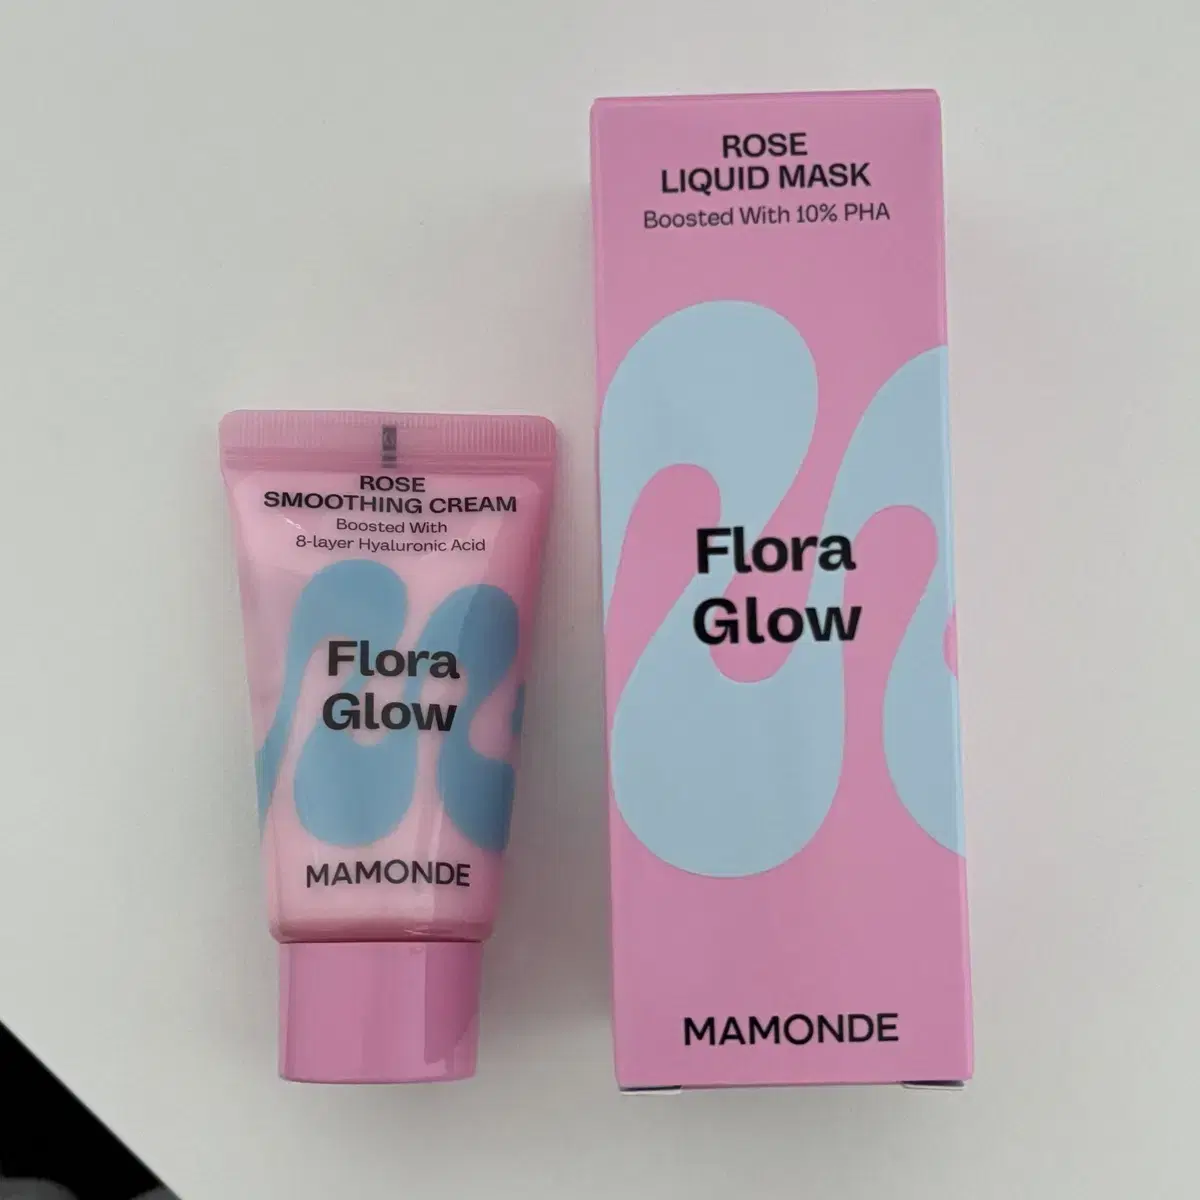 ROSE
SMOOTHING CREAM
Boosted With
8-layer Hyaluronic Acid
Flora
Glow
MAMONDE
ROSE
LIQUID MASK
Boosted With 10% PHA
Flora
Glow
MAMONDE